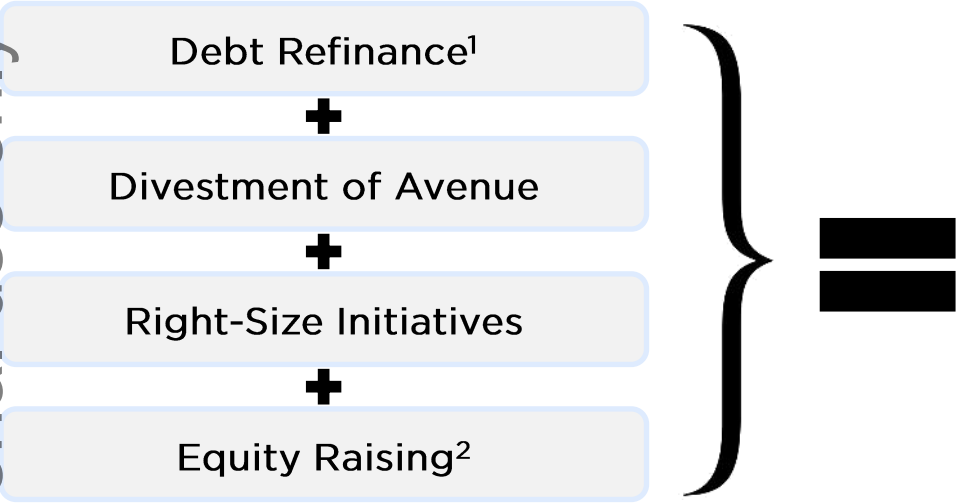 Debt Refinance¹
+
Divestment of Avenue
+
Right-Size Initiatives
+
Equity Raising²
=